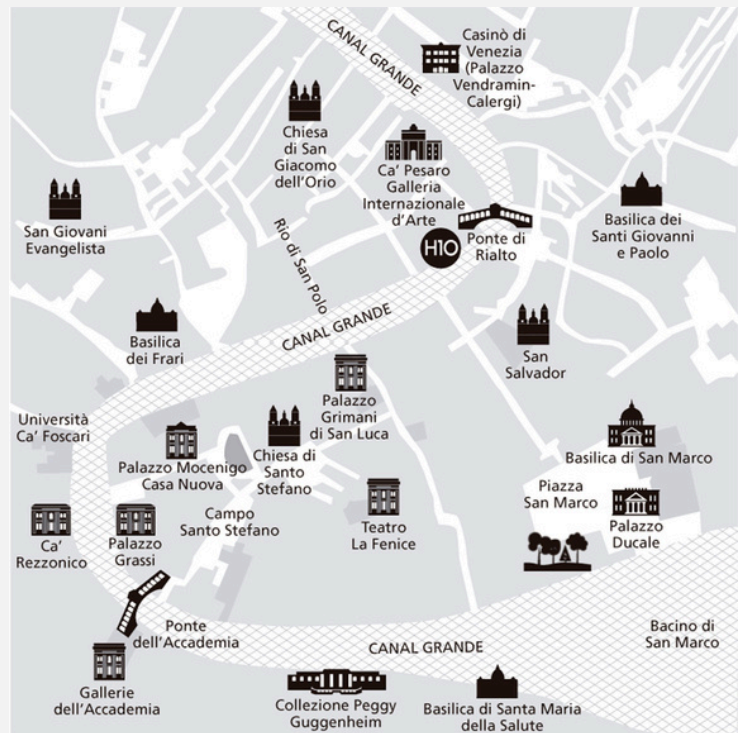 CANAL GRANDE
Casinò di
Venezia
(Palazzo
Vendramin-
Calergi)
Chiesa
di San
Giacomo
dell'Orio
Ca' Pesaro
Galleria
Internazionale
d'Arte
San Giovani
Evangelista
Rio di San Polo
H10
Ponte di
Rialto
Basilica dei
Santi Giovanni
e Paolo
Basilica
dei Frari
CANAL GRANDE
San
Salvador
Università
Ca' Foscari
Palazzo
Grimani
di San Luca
Palazzo Mocenigo
Casa Nuova
Chiesa di
Santo
Stefano
Basilica di San Marco
Piazza
San Marco
Campo
Santo Stefano
Teatro
La Fenice
Palazzo
Ducale
Ca'
Rezzonico
Palazzo
Grassi
Ponte
dell'Accademia
CANAL GRANDE
Bacino di
San Marco
Gallerie
dell'Accademia
Collezione Peggy
Guggenheim
Basilica di Santa Maria
della Salute